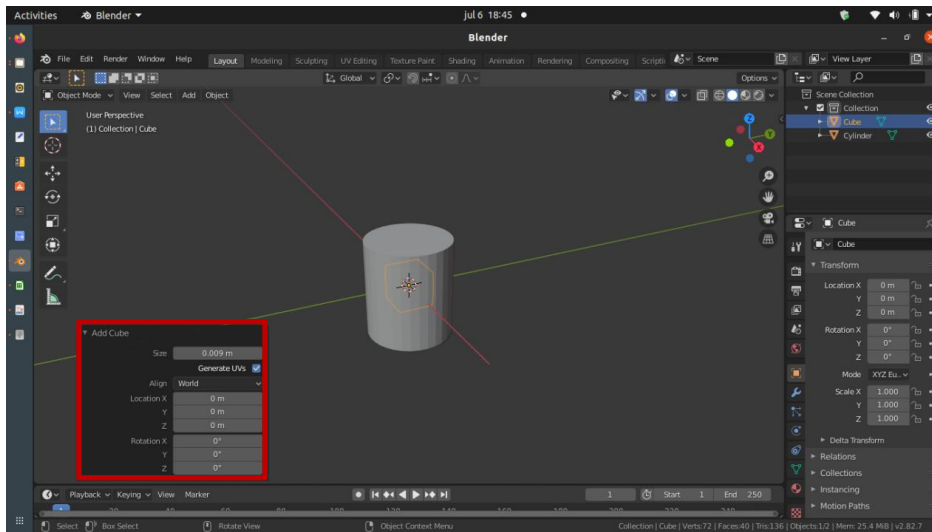 Activities Blender jul 6 18:45
Blender
File Edit Render Window Help Layout Modeling Sculpting UV Editing Texture Paint Shading Animation Rendering Compositing Scripti Scene View Layer
Global Options
Object Mode View Select Add Object
User Perspective
(1) Collection | Cube
Z
Y
X
Scene Collection
Collection
Cube
Cylinder
Cube
Cube
Transform
Location X 0 m
Y 0 m
Z 0 m
Rotation X 0°
Y 0°
Z 0°
Mode XYZ Eu..
Scale X 1.000
Y 1.000
Z 1.000
Delta Transform
Relations
Collections
Instancing
Motion Paths
Add Cube
Size 0.009 m
Generate UVs
Align World
Location X 0 m
Y 0 m
Z 0 m
Rotation X 0°
Y 0°
Z 0°
Playback Keying View Marker 1 Start 1 End 250
Select Box Select Rotate View Object Context Menu Collection | Cube | Verts:72 | Faces:40 | Tris:136 | Objects:1/2 | Mem: 25.4 MiB | v2.82.7